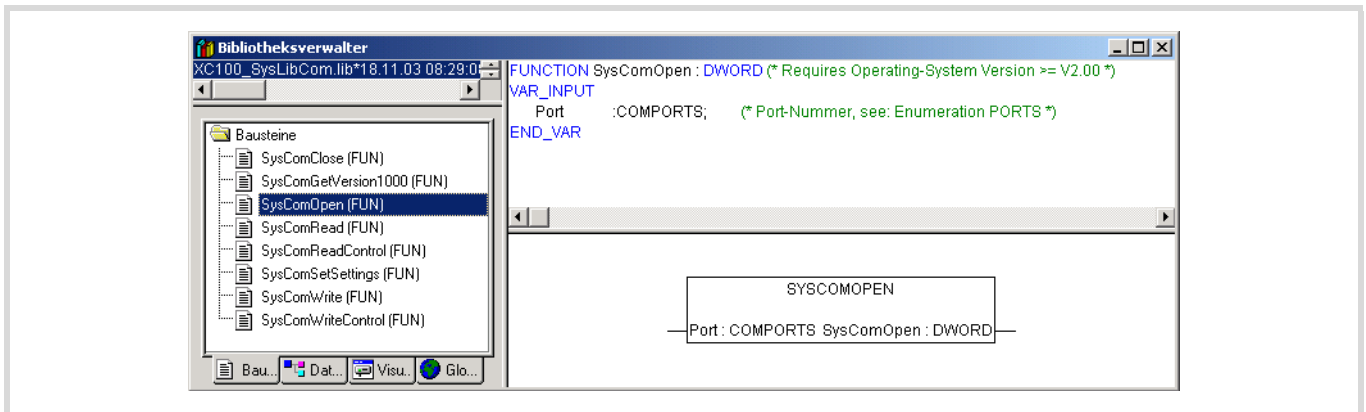 Bibliotheksverwalter
XC100_SysLibCom.lib*18.11.03 08:29:0
Bausteine
SysComClose (FUN)
SysComGetVersion1000 (FUN)
SysComOpen (FUN)
SysComRead (FUN)
SysComReadControl (FUN)
SysComSetSettings (FUN)
SysComWrite (FUN)
SysComWriteControl (FUN)
Bau... Dat... Visu.. Glo...
FUNCTION SysComOpen : DWORD (* Requires Operating-System Version >= V2.00 *)
VAR_INPUT
Port :COMPORTS; (* Port-Nummer, see: Enumeration PORTS *)
END_VAR
SYSCOMOPEN
Port : COMPORTS SysComOpen : DWORD